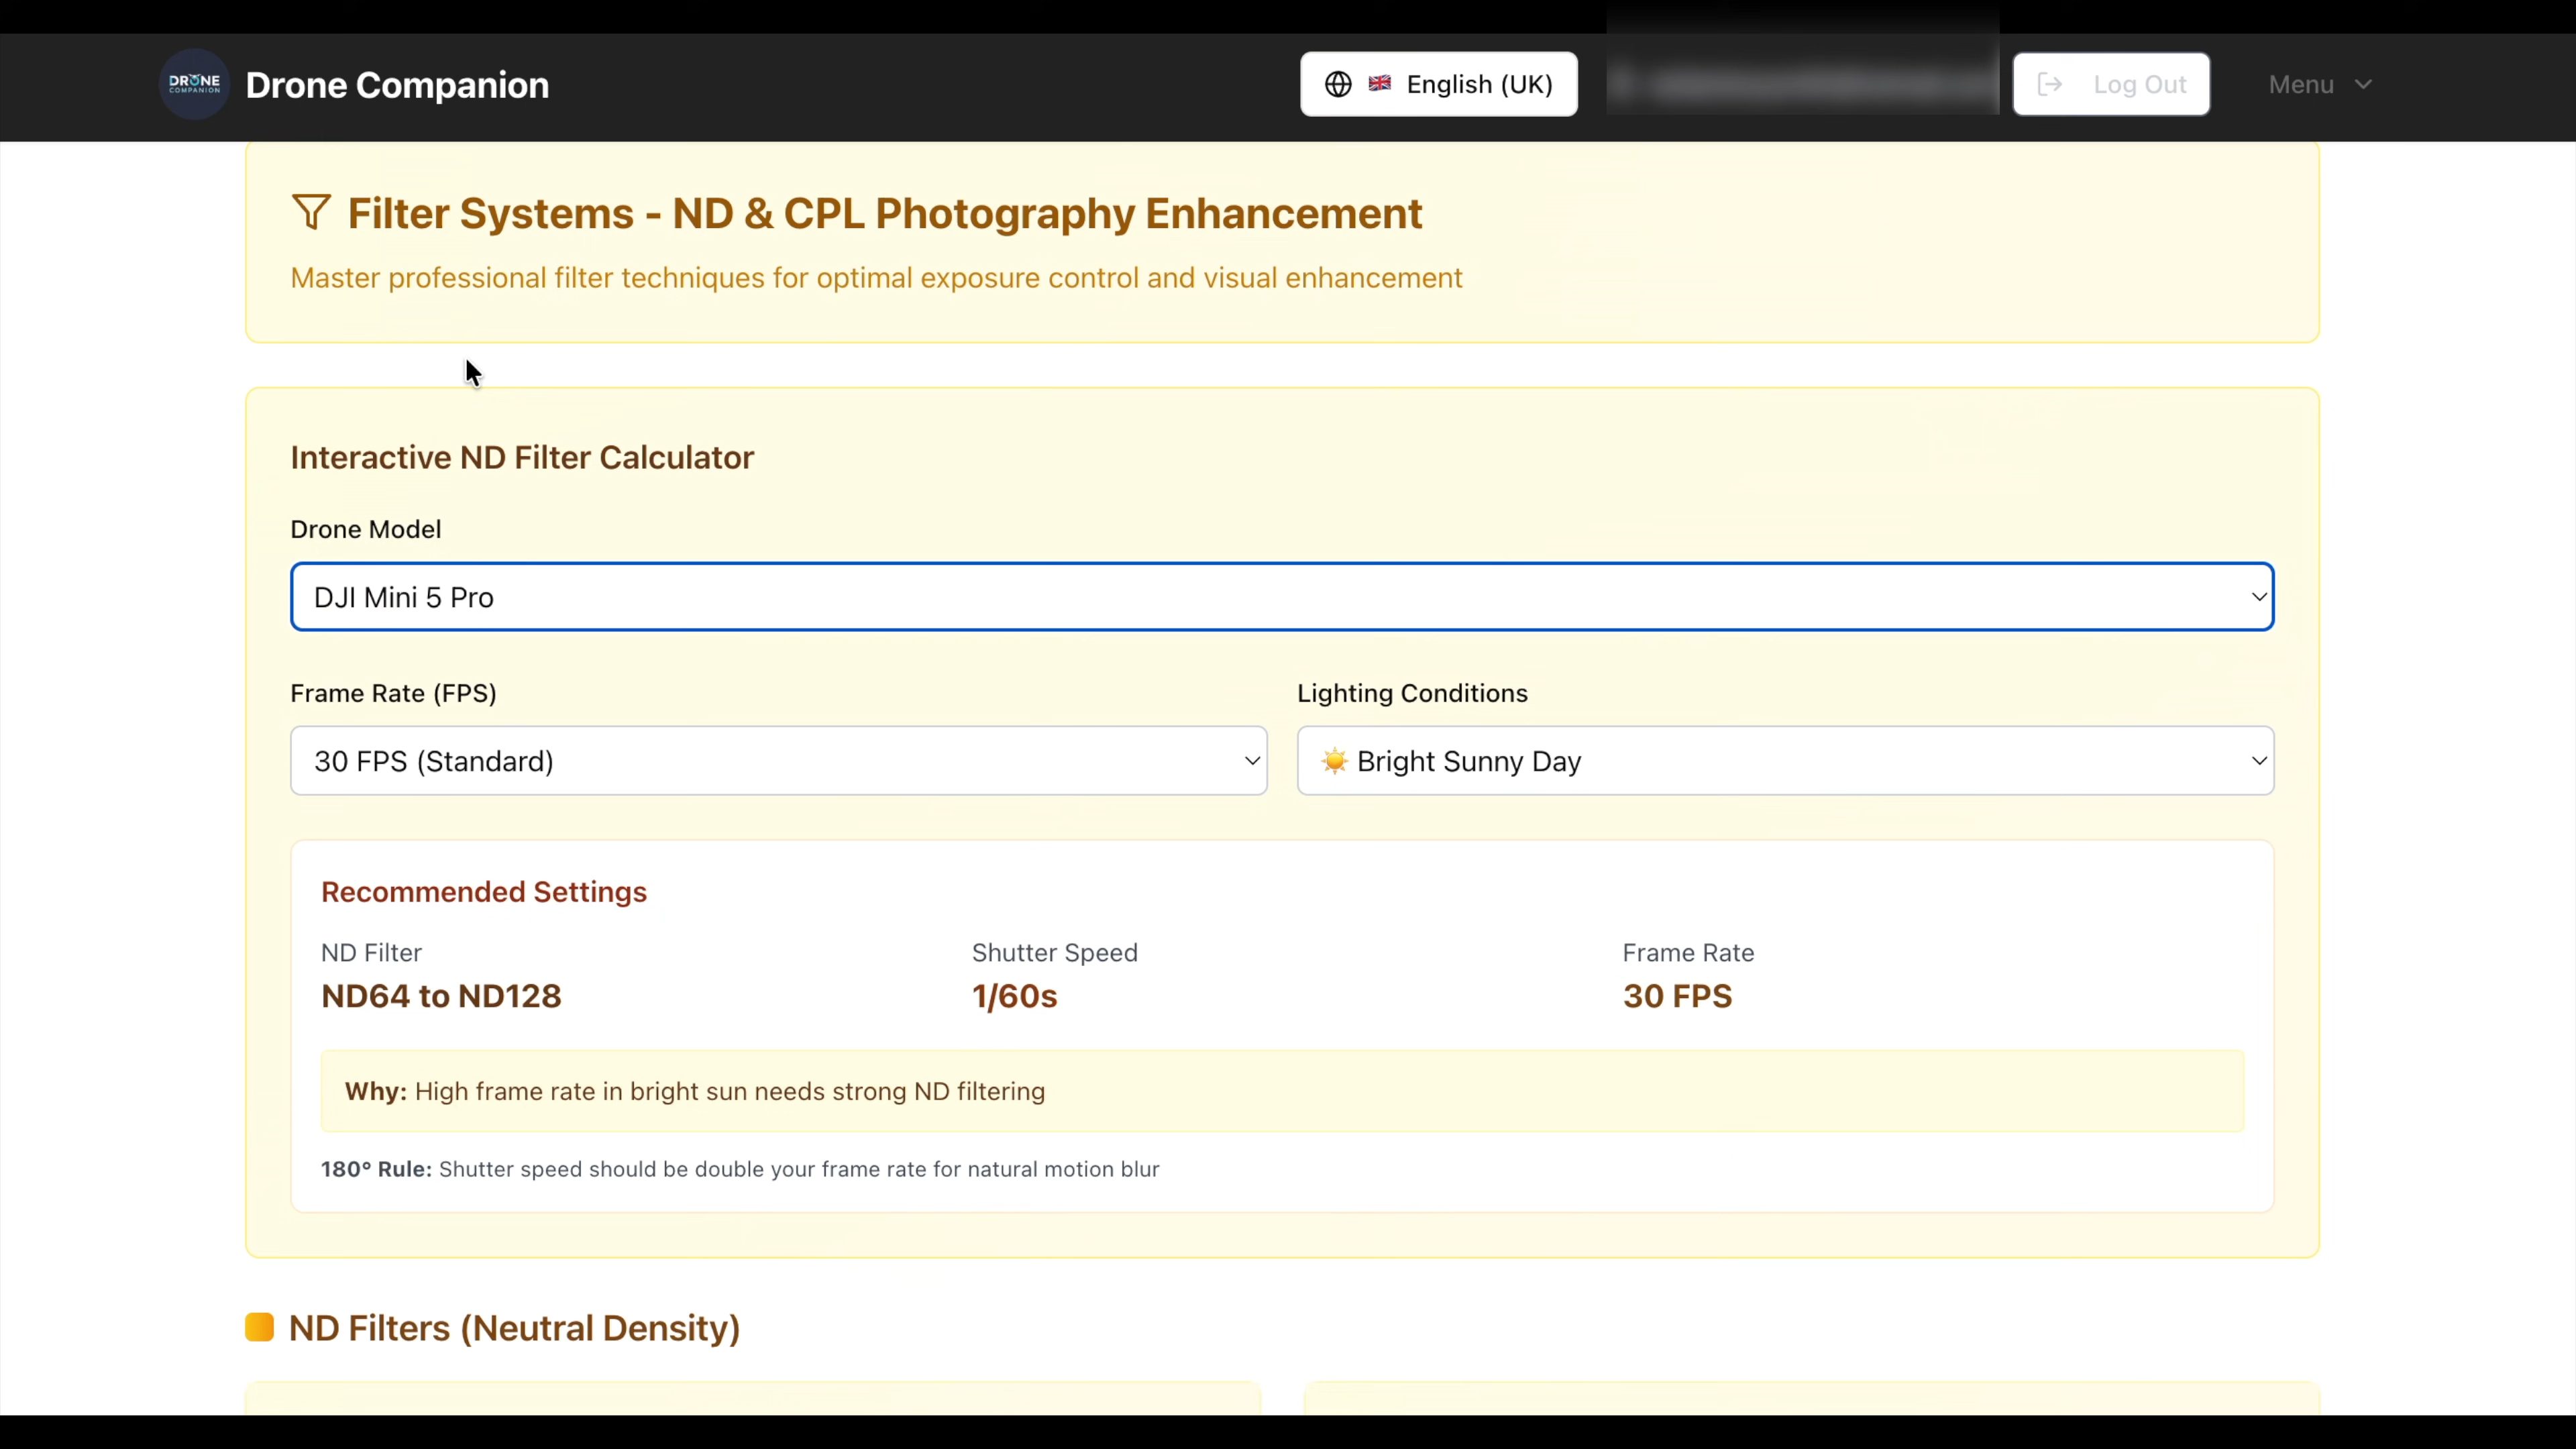 DRONE
COMPANION
Drone Companion
English (UK)
Log Out
Menu
Filter Systems - ND & CPL Photography Enhancement
Master professional filter techniques for optimal exposure control and visual enhancement
Interactive ND Filter Calculator
Drone Model
DJI Mini 5 Pro
Frame Rate (FPS)
Lighting Conditions
30 FPS (Standard)
Bright Sunny Day
Recommended Settings
ND Filter
Shutter Speed
Frame Rate
ND64 to ND128
1/60s
30 FPS
Why: High frame rate in bright sun needs strong ND filtering
180° Rule: Shutter speed should be double your frame rate for natural motion blur
ND Filters (Neutral Density)